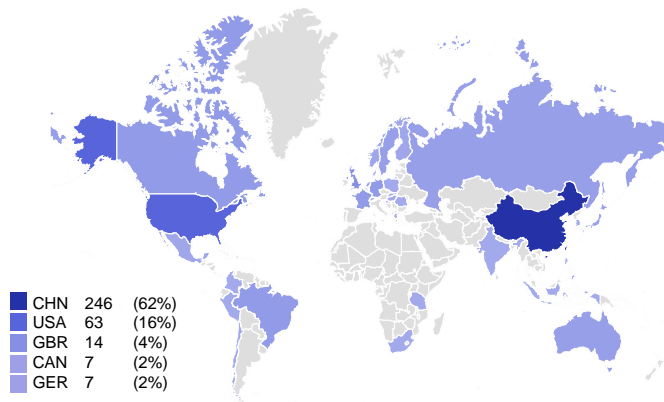 CHN 246 (62%)
USA 63 (16%)
GBR 14 (4%)
CAN 7 (2%)
GER 7 (2%)